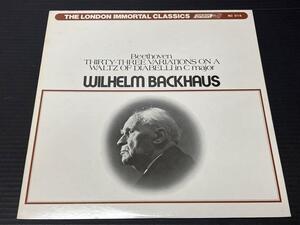 THE LONDON IMMORTAL CLASSICS
Beethoven
THIRTY-THREE VARIATIONS ON A
WALTZ OF DIABELLI in C major
WILHELM BACKHAUS